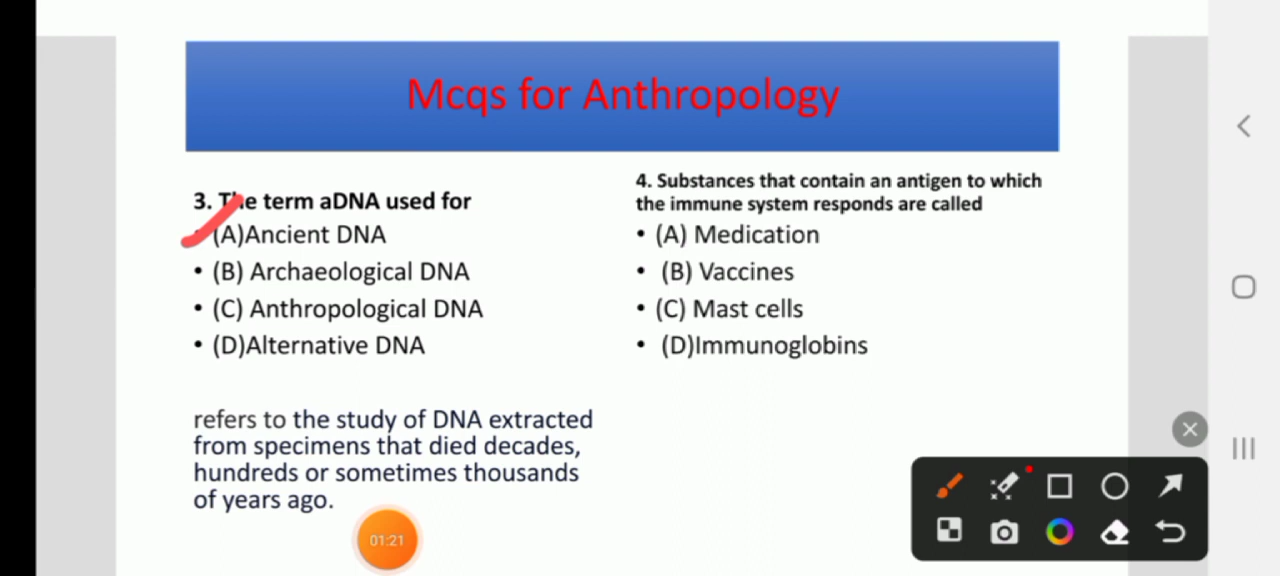 Mcqs for Anthropology
3. The term aDNA used for
(A)Ancient DNA
• (B) Archaeological DNA
• (C) Anthropological DNA
• (D)Alternative DNA
refers to the study of DNA extracted
from specimens that died decades,
hundreds or sometimes thousands
of years ago.
4. Substances that contain an antigen to which
the immune system responds are called
• (A) Medication
• (B) Vaccines
• (C) Mast cells
• (D)Immunoglobins
01:21